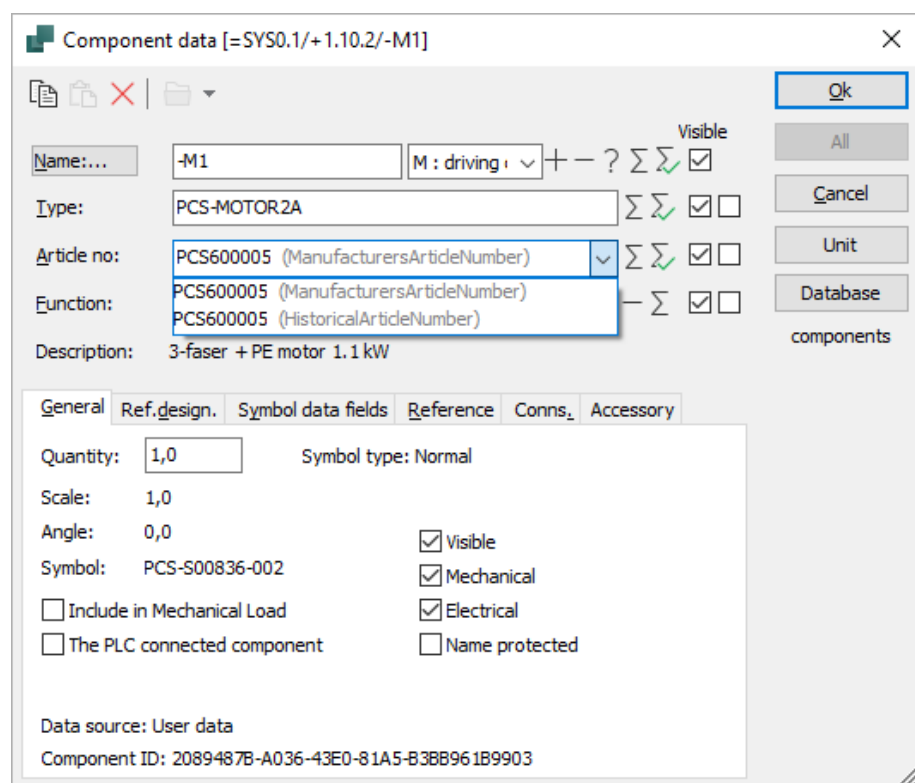 Component data [=SYS0.1/+1.10.2/-M1]
Ok
Visible
All
Name:... -M1 M : driving
Type: PCS-MOTOR2A
Cancel
Article no: PCS600005 (ManufacturersArticleNumber)
Unit
PCS600005 (ManufacturersArticleNumber)
Function:
Database
PCS600005 (HistoricalArticleNumber)
components
Description: 3-faser + PE motor 1.1 kW
General Ref.design. Symbol data fields Reference Conns. Accessory
Quantity: 1,0 Symbol type: Normal
Scale: 1,0
Angle: 0,0
Visible
Symbol: PCS-S00836-002
Mechanical
Include in Mechanical Load Electrical
The PLC connected component Name protected
Data source: User data
Component ID: 2089487B-A036-43E0-81A5-B3BB961B9903